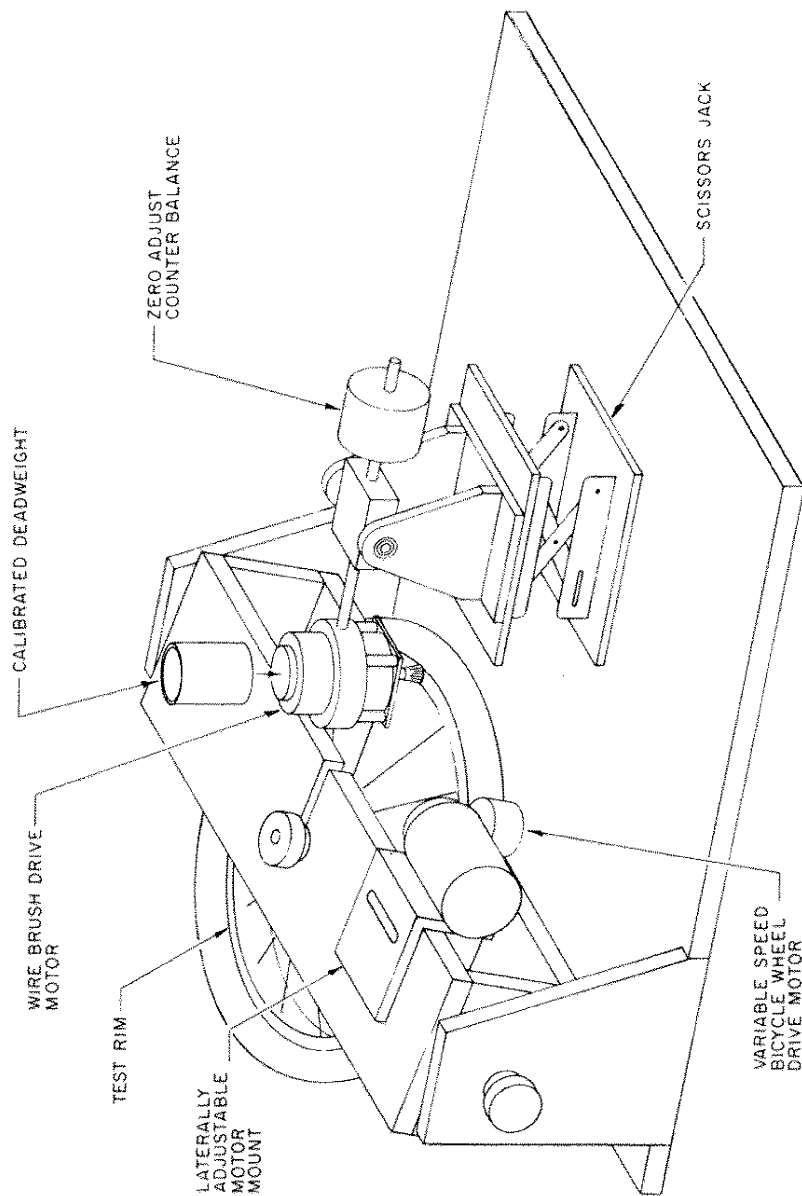 LATERALLY
ADJUSTABLE
MOTOR
MOUNT
TEST RIM
WIRE BRUSH DRIVE
MOTOR
CALIBRATED DEADWEIGHT
ZERO ADJUST
COUNTER BALANCE
SCISSORS JACK
VARIABLE SPEED
BICYCLE WHEEL
DRIVE MOTOR